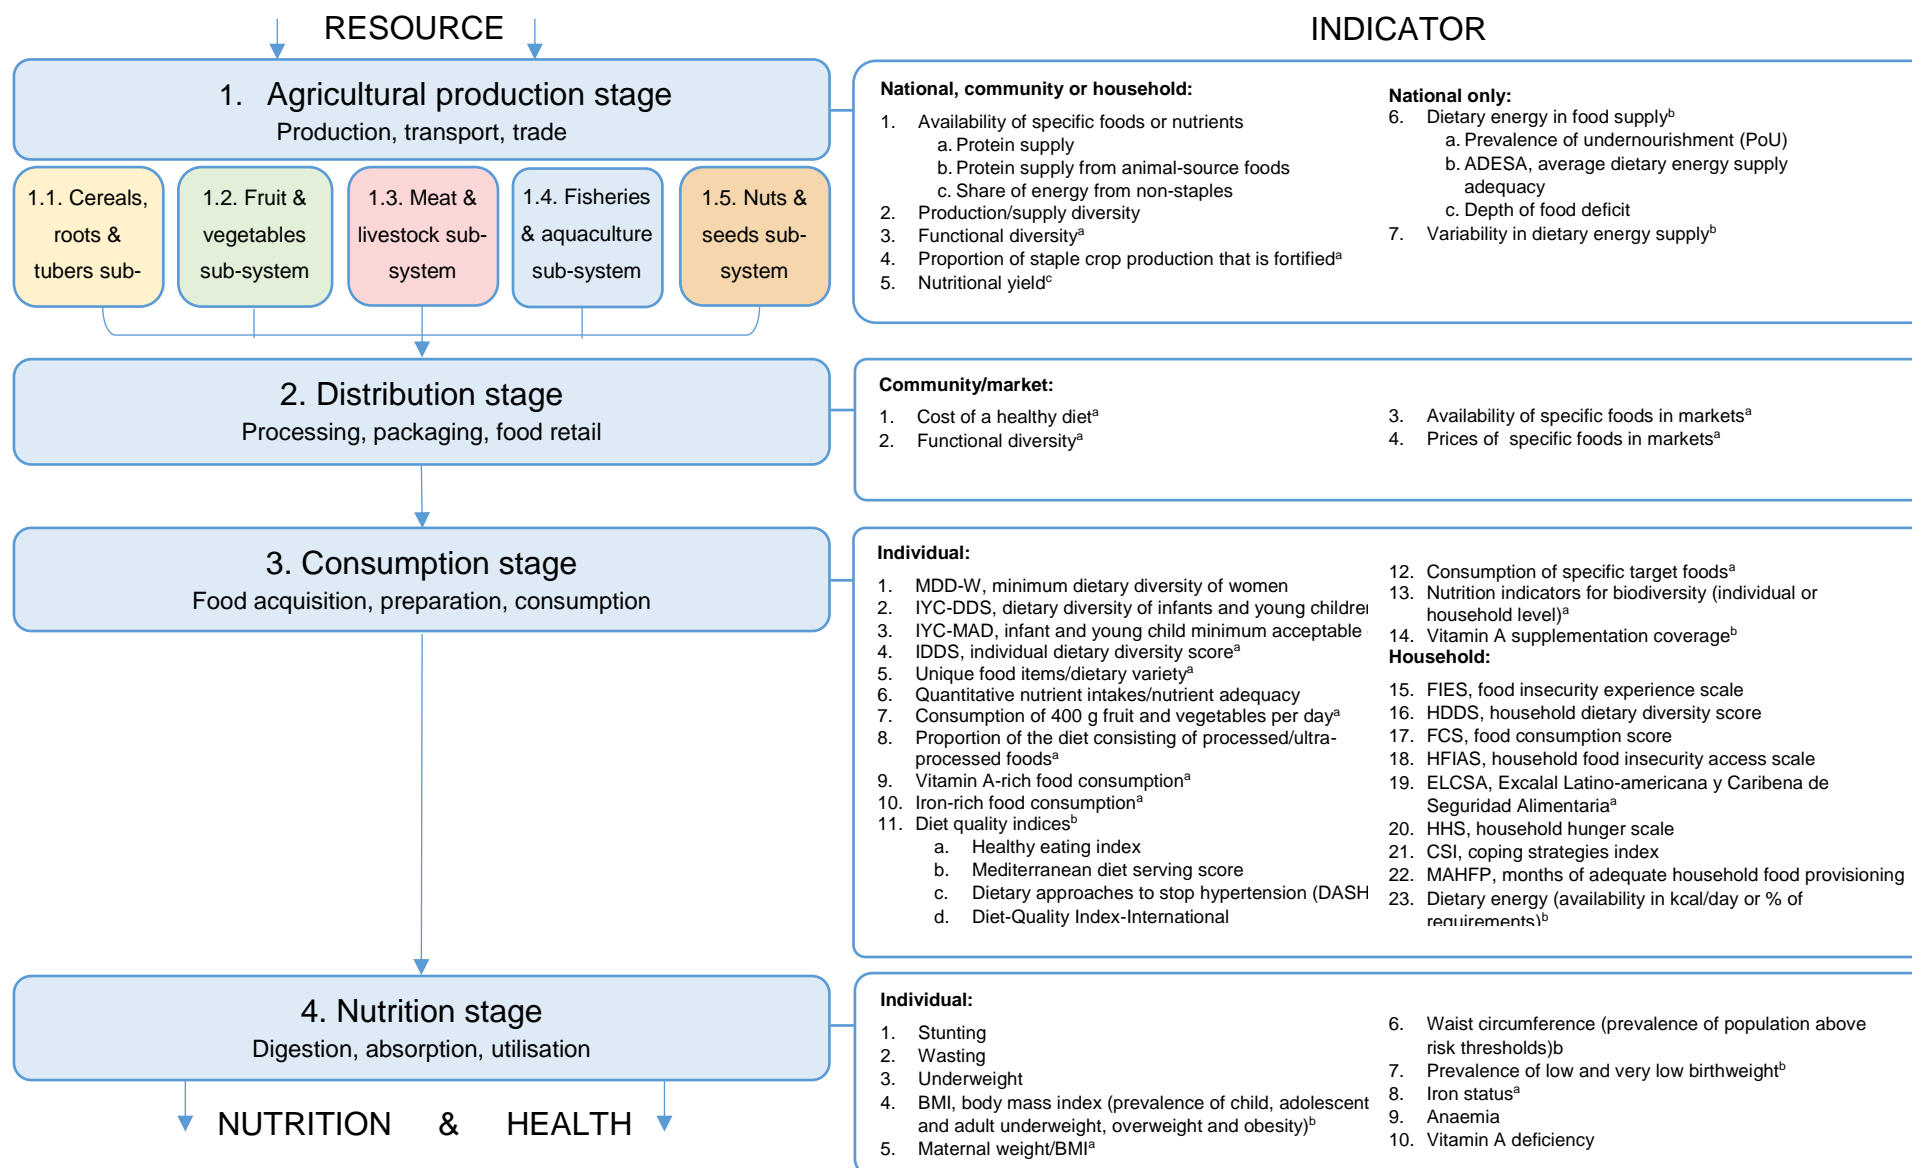 RESOURCE
INDICATOR
1. Agricultural production stage
Production, transport, trade
1.1. Cereals,
roots &
tubers sub-
1.2. Fruit &
vegetables
sub-system
1.3. Meat &
livestock sub-
system
1.4. Fisheries
& aquaculture
sub-system
1.5. Nuts &
seeds sub-
system
National, community or household:
1. Availability of specific foods or nutrients
a. Protein supply
b. Protein supply from animal-source foods
c. Share of energy from non-staples
2. Production/supply diversity
3. Functional diversityᵃ
4. Proportion of staple crop production that is fortifiedᵃ
5. Nutritional yieldᶜ
National only:
6. Dietary energy in food supplyᵇ
a. Prevalence of undernourishment (PoU)
b. ADESA, average dietary energy supply
adequacy
c. Depth of food deficit
7. Variability in dietary energy supplyᵇ
2. Distribution stage
Processing, packaging, food retail
Community/market:
1. Cost of a healthy dietᵃ
2. Functional diversityᵃ
3. Availability of specific foods in marketsᵃ
4. Prices of specific foods in marketsᵃ
3. Consumption stage
Food acquisition, preparation, consumption
Individual:
1. MDD-W, minimum dietary diversity of women
2. IYC-DDS, dietary diversity of infants and young children
3. IYC-MAD, infant and young child minimum acceptable
4. IDDS, individual dietary diversity scoreᵃ
5. Unique food items/dietary varietyᵃ
6. Quantitative nutrient intakes/nutrient adequacy
7. Consumption of 400 g fruit and vegetables per dayᵃ
8. Proportion of the diet consisting of processed/ultra-
processed foodsᵃ
9. Vitamin A-rich food consumptionᵃ
10. Iron-rich food consumptionᵃ
11. Diet quality indicesᵇ
a. Healthy eating index
b. Mediterranean diet serving score
c. Dietary approaches to stop hypertension (DASH
d. Diet-Quality Index-International
12. Consumption of specific target foodsᵃ
13. Nutrition indicators for biodiversity (individual or
household level)ᵃ
14. Vitamin A supplementation coverageᵇ
Household:
15. FIES, food insecurity experience scale
16. HDDS, household dietary diversity score
17. FCS, food consumption score
18. HFIAS, household food insecurity access scale
19. ELCSA, Excalal Latino-americana y Caribena de
Seguridad Alimentariaᵃ
20. HHS, household hunger scale
21. CSI, coping strategies index
22. MAHFP, months of adequate household food provisioning
23. Dietary energy (availability in kcal/day or % of
requirements)ᵇ
4. Nutrition stage
Digestion, absorption, utilisation
Individual:
1. Stunting
2. Wasting
3. Underweight
4. BMI, body mass index (prevalence of child, adolescent
and adult underweight, overweight and obesity)ᵇ
5. Maternal weight/BMIᵃ
6. Waist circumference (prevalence of population above
risk thresholds)b
7. Prevalence of low and very low birthweightᵇ
8. Iron statusᵃ
9. Anaemia
10. Vitamin A deficiency
NUTRITION & HEALTH